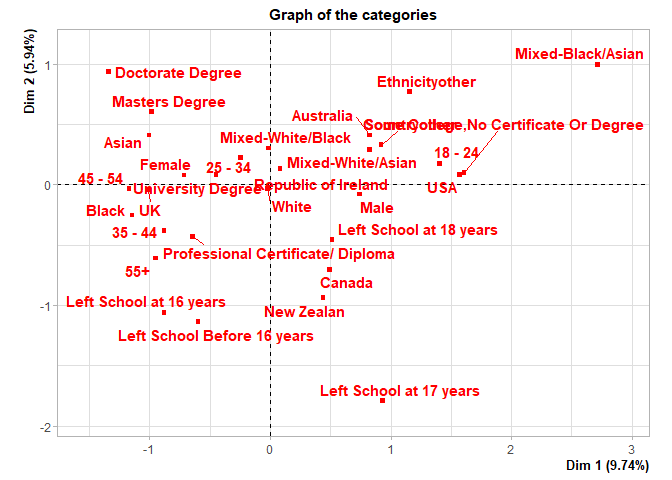 Graph of the categories
Dim 2 (5.94%)
Mixed-Black/Asian
1
Doctorate Degree
Ethnicityother
Masters Degree
Australia
Countryother
Some College,No Certificate Or Degree
Asian
Mixed-White/Black
18 - 24
Female
25 - 34
Mixed-White/Asian
45 - 54
University Degree
Republic of Ireland
USA
0
Black
UK
White
Male
35 - 44
Left School at 18 years
Professional Certificate/ Diploma
55+
Canada
Left School at 16 years
New Zealan
-1
Left School Before 16 years
Left School at 17 years
-2
-1
0
1
2
3
Dim 1 (9.74%)